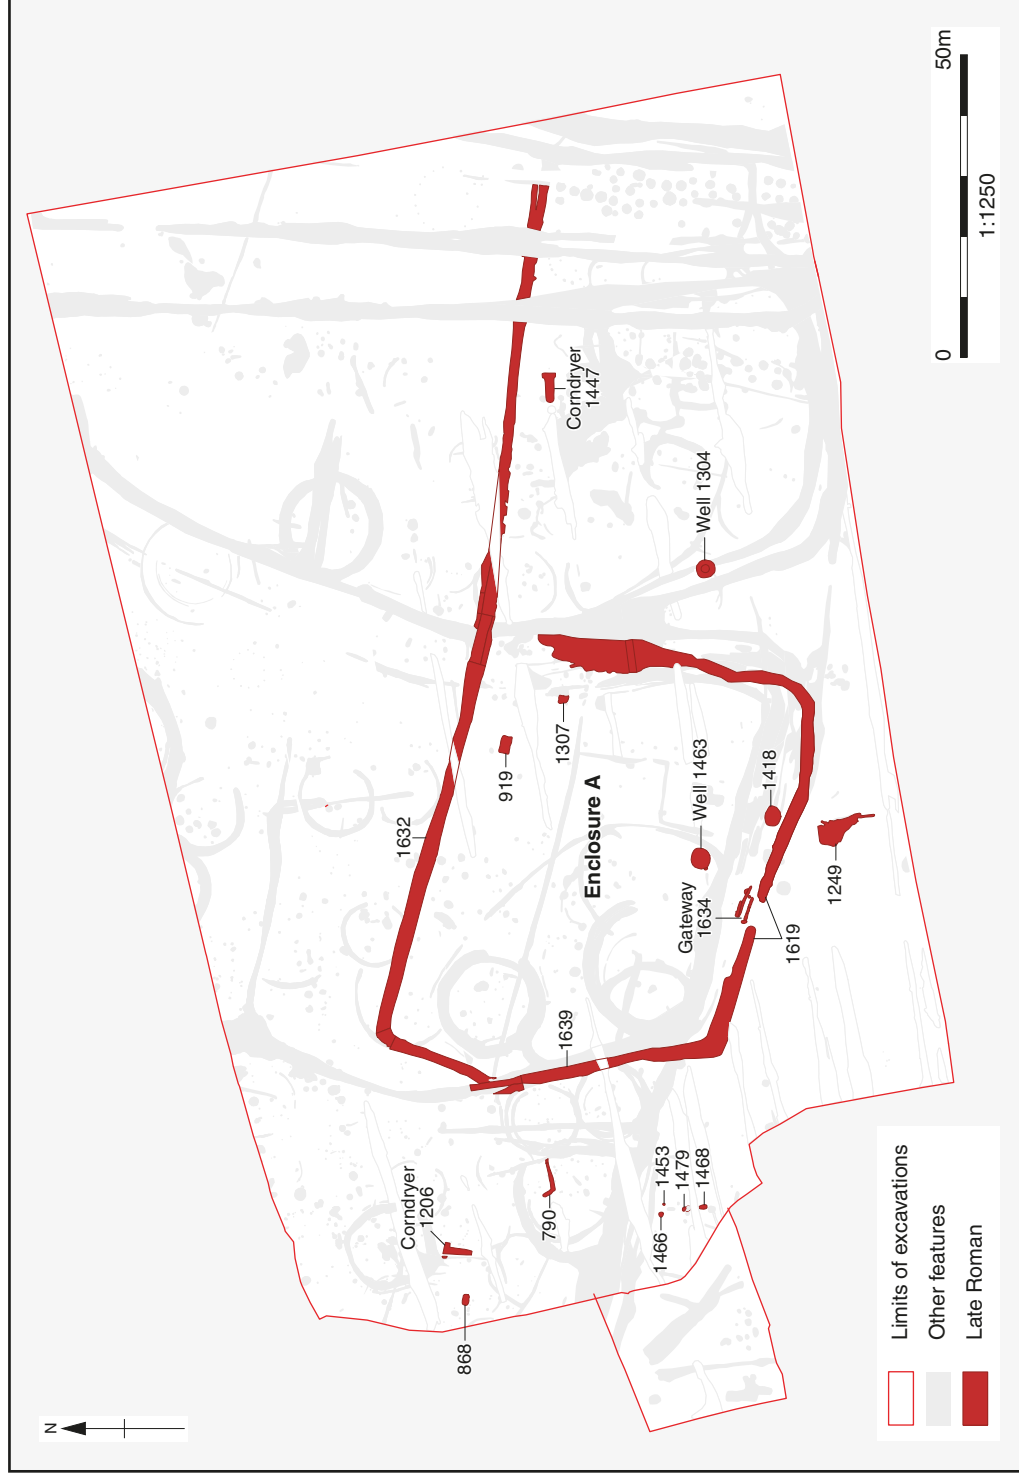 N
868
Corndryer
1206
790
1466
1453
1479
1468
1639
1632
919
1307
Enclosure A
Well 1463
Gateway
1634
1418
1619
1249
Corndryer
1447
Well 1304
Limits of excavations
Other features
Late Roman
0
50m
1:1250